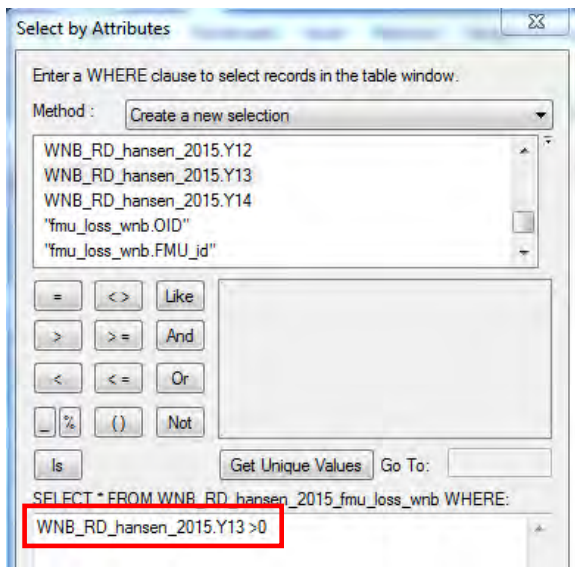 Select by Attributes
Enter a WHERE clause to select records in the table window.
Method : Create a new selection
WNB_RD_hansen_2015.Y12
WNB_RD_hansen_2015.Y13
WNB_RD_hansen_2015.Y14
"fmu_loss_wnb.OID"
"fmu_loss_wnb.FMU_id"
= < > Like
> > = And
< < = Or
_ % () Not
Is Get Unique Values Go To:
SELECT * FROM WNB_RD_hansen_2015_fmu_loss_wnb WHERE:
WNB_RD_hansen_2015.Y13 >0